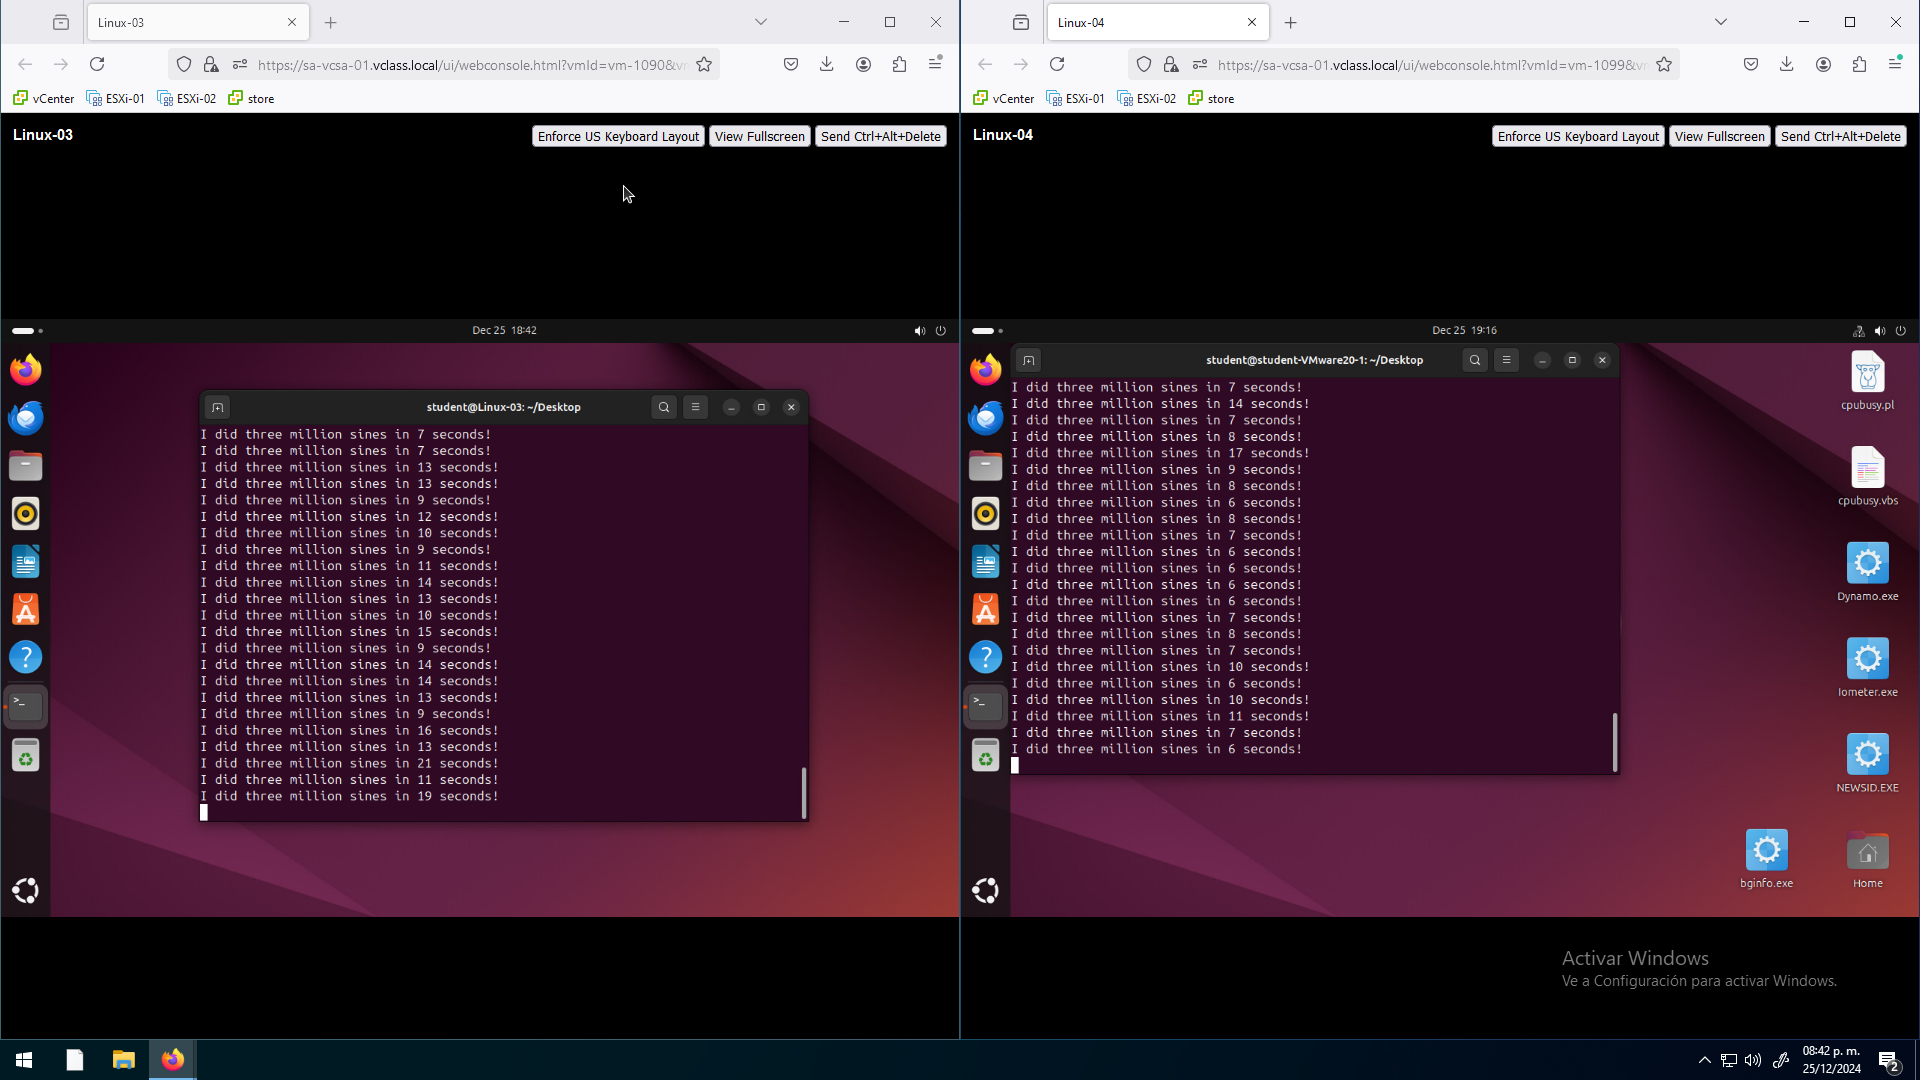 Linux-03
https://sa-vcsa-01.vclass.local/ui/webconsole.html?vmId=vm-1090&
vCenter ESXi-01 ESXi-02 store
Linux-03
Enforce US Keyboard Layout View Fullscreen Send Ctrl+Alt+Delete
Dec 25 18:42
student@Linux-03: ~/Desktop
I did three million sines in 7 seconds!
I did three million sines in 7 seconds!
I did three million sines in 13 seconds!
I did three million sines in 13 seconds!
I did three million sines in 9 seconds!
I did three million sines in 12 seconds!
I did three million sines in 10 seconds!
I did three million sines in 9 seconds!
I did three million sines in 11 seconds!
I did three million sines in 14 seconds!
I did three million sines in 13 seconds!
I did three million sines in 10 seconds!
I did three million sines in 15 seconds!
I did three million sines in 9 seconds!
I did three million sines in 14 seconds!
I did three million sines in 14 seconds!
I did three million sines in 13 seconds!
I did three million sines in 9 seconds!
I did three million sines in 16 seconds!
I did three million sines in 13 seconds!
I did three million sines in 21 seconds!
I did three million sines in 11 seconds!
I did three million sines in 19 seconds!
Linux-04
https://sa-vcsa-01.vclass.local/ui/webconsole.html?vmId=vm-1099&
vCenter ESXi-01 ESXi-02 store
Linux-04
Enforce US Keyboard Layout View Fullscreen Send Ctrl+Alt+Delete
Dec 25 19:16
student@student-VMware20-1: ~/Desktop
I did three million sines in 7 seconds!
I did three million sines in 14 seconds!
I did three million sines in 7 seconds!
I did three million sines in 8 seconds!
I did three million sines in 17 seconds!
I did three million sines in 9 seconds!
I did three million sines in 8 seconds!
I did three million sines in 6 seconds!
I did three million sines in 8 seconds!
I did three million sines in 7 seconds!
I did three million sines in 6 seconds!
I did three million sines in 6 seconds!
I did three million sines in 6 seconds!
I did three million sines in 6 seconds!
I did three million sines in 7 seconds!
I did three million sines in 8 seconds!
I did three million sines in 7 seconds!
I did three million sines in 10 seconds!
I did three million sines in 6 seconds!
I did three million sines in 10 seconds!
I did three million sines in 11 seconds!
I did three million sines in 7 seconds!
I did three million sines in 6 seconds!
cpubusy.pl
cpubusy.vbs
Dynamo.exe
Iometer.exe
NEWSID.EXE
bginfo.exe
Home
Activar Windows
Ve a Configuración para activar Windows.
08:42 p. m.
25/12/2024
2